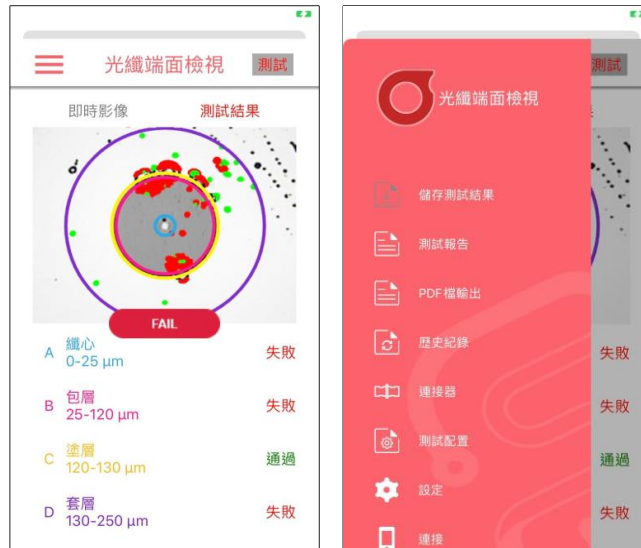 光纖端面檢視
測試
即時影像
測試結果
FAIL
A 纖心 失敗
0-25 μm
B 包層 失敗
25-120 μm
C 塗層 通過
120-130 μm
D 套層 失敗
130-250 μm
光纖端面檢視
測試
儲存測試結果
測試報告
PDF 檔輸出
歷史紀錄
連接器
測試配置
設定
連接
失敗
失敗
通過
失敗